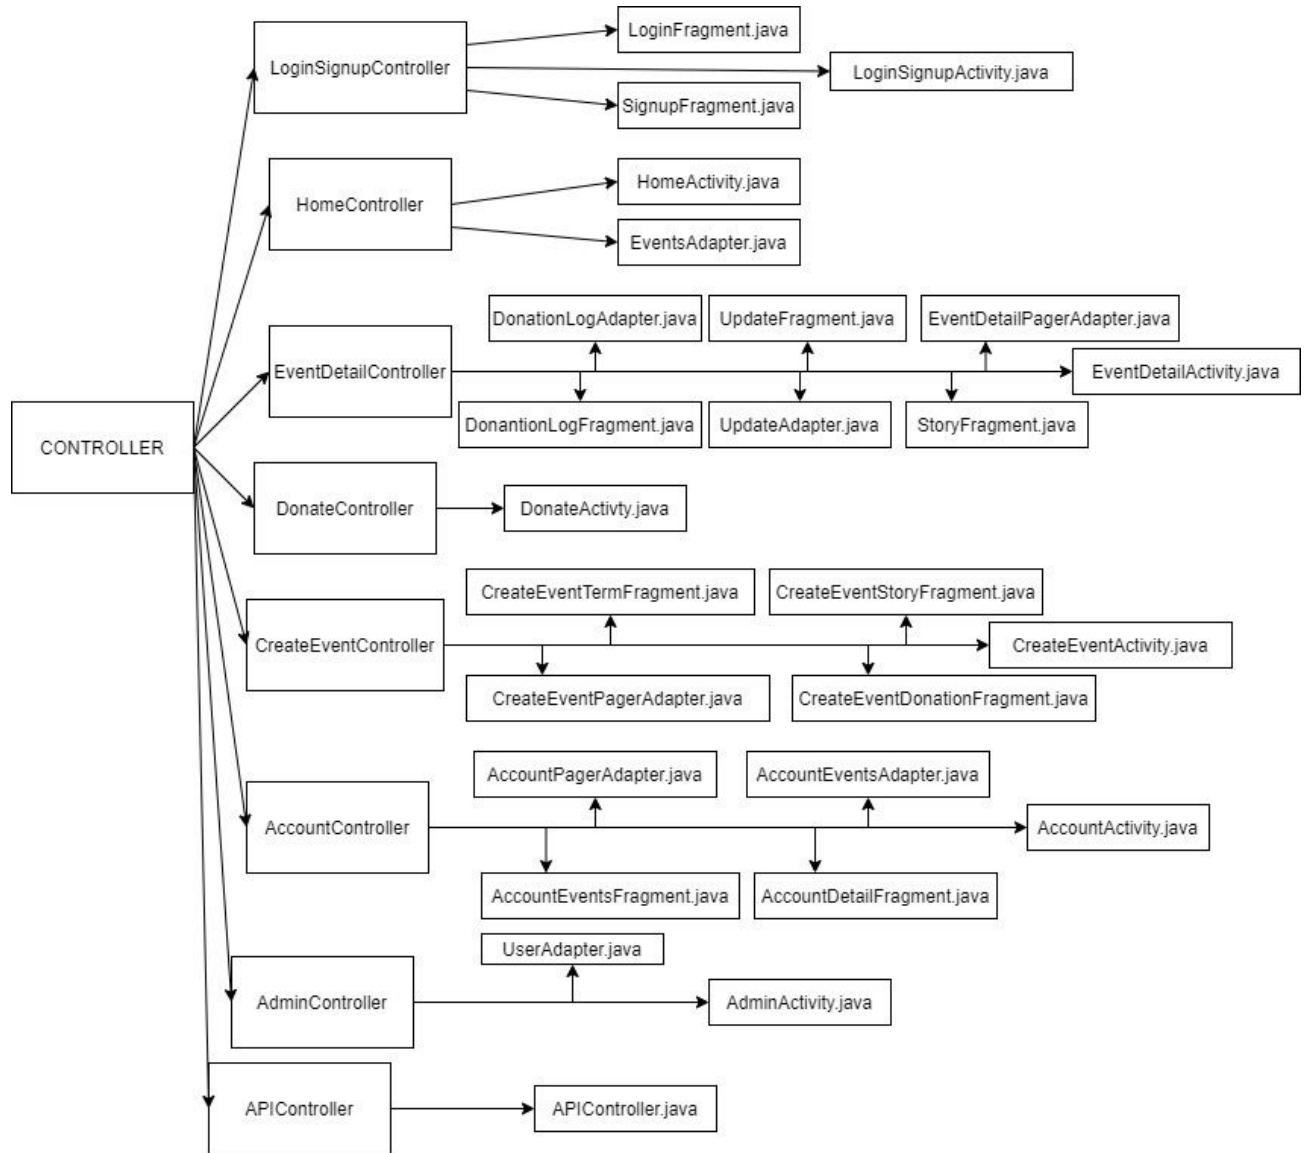 LoginFragment.java
LoginSignupController
LoginSignupActivity.java
SignupFragment.java
HomeActivity.java
HomeController
EventsAdapter.java
DonationLogAdapter.java
UpdateFragment.java
EventDetailPagerAdapter.java
EventDetailController
EventDetailActivity.java
DonantionLogFragment.java
UpdateAdapter.java
StoryFragment.java
CONTROLLER
DonateController
DonateActivty.java
CreateEventTermFragment.java
CreateEventStoryFragment.java
CreateEventController
CreateEventActivity.java
CreateEventPagerAdapter.java
CreateEventDonationFragment.java
AccountPagerAdapter.java
AccountEventsAdapter.java
AccountController
AccountActivity.java
AccountEventsFragment.java
AccountDetailFragment.java
UserAdapter.java
AdminController
AdminActivity.java
APIController
APIController.java